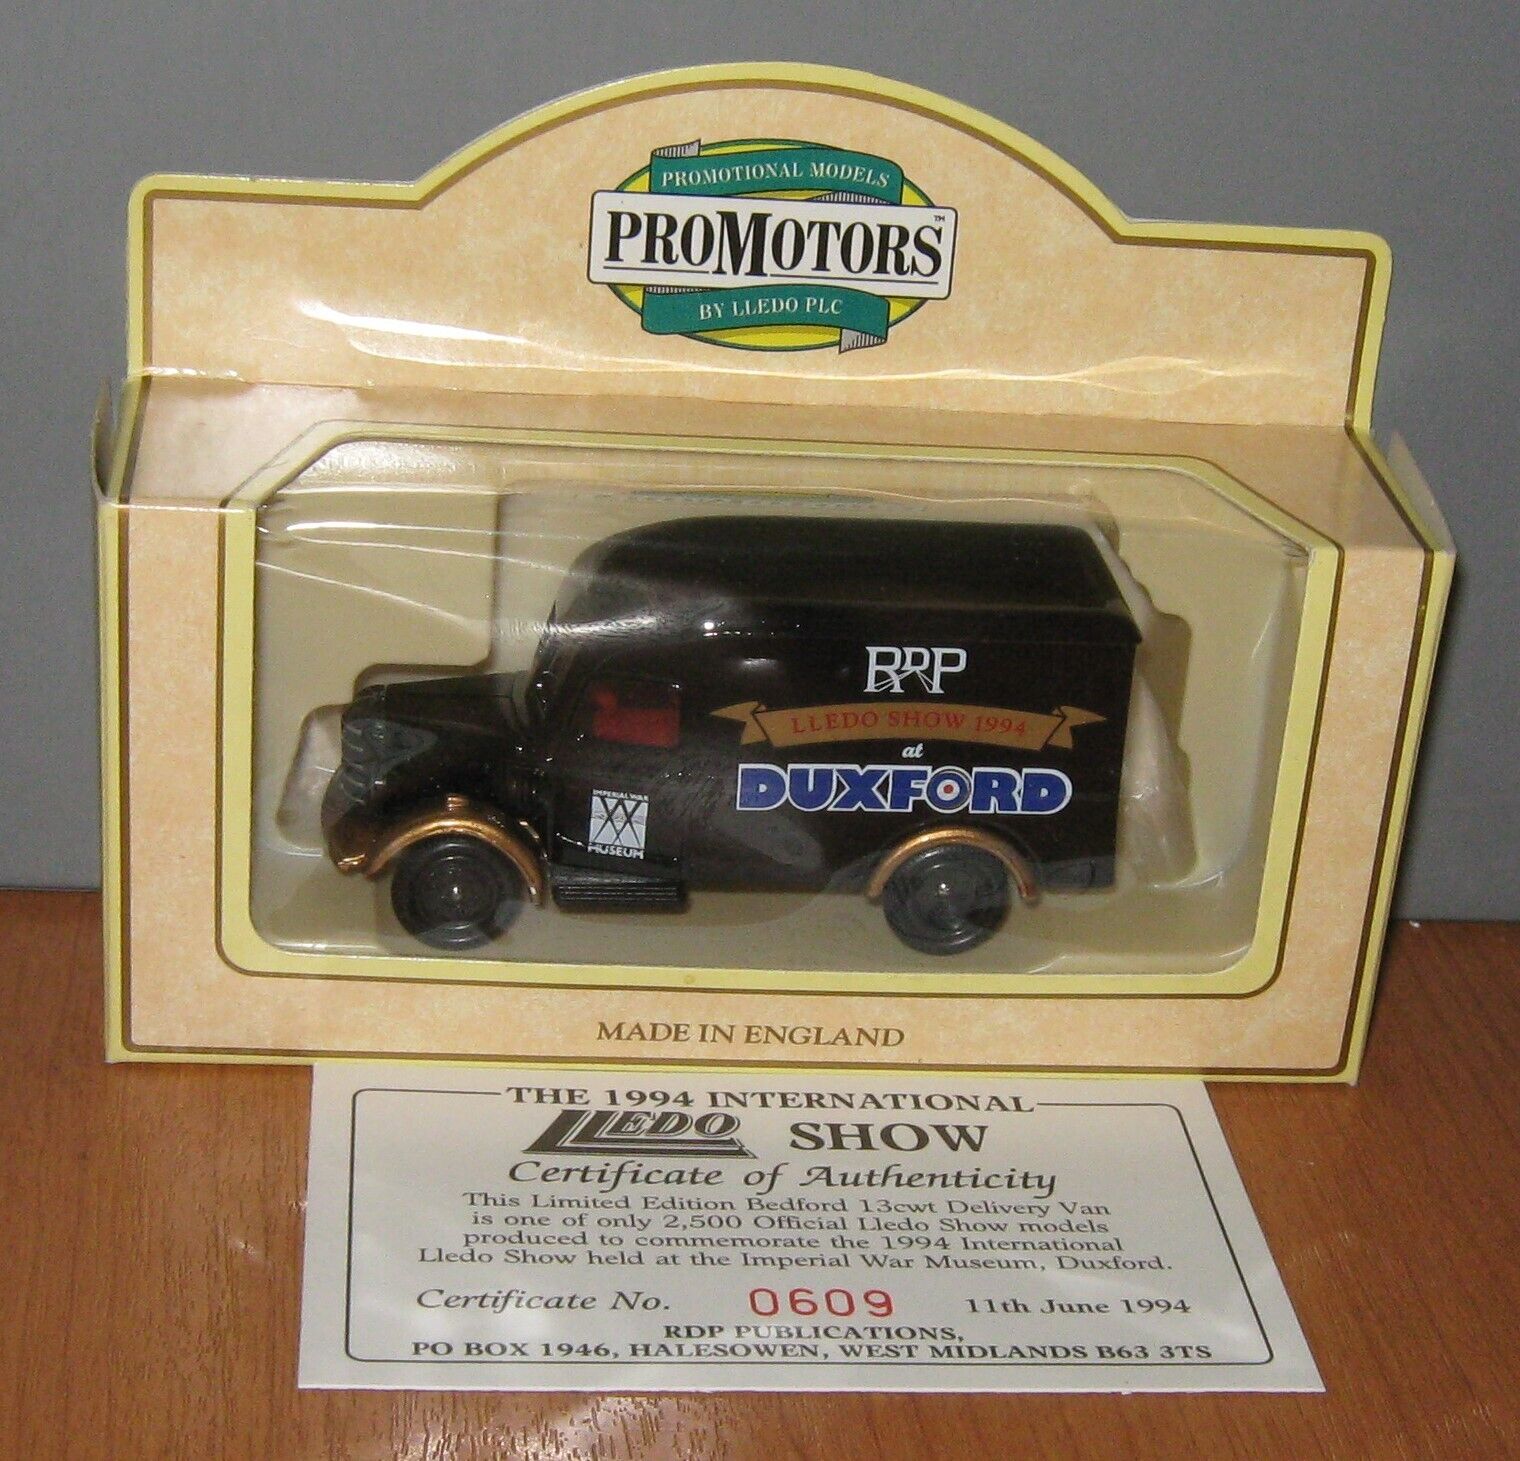 PROMOTIONAL MODELS
PROMOTORS™
BY LLEDO PLC
RDP
LLEDO SHOW 1994
at
DUXFORD
IMPERIAL WAR
MUSEUM
MADE IN ENGLAND
THE 1994 INTERNATIONAL
LLEDO SHOW
Certificate of Authenticity
This Limited Edition Bedford 13cwt Delivery Van
is one of only 2,500 Official Lledo Show models
produced to commemorate the 1994 International
Lledo Show held at the Imperial War Museum, Duxford.
Certificate No. 0609 11th June 1994
RDP PUBLICATIONS,
PO BOX 1946, HALESOWEN, WEST MIDLANDS B63 3TS